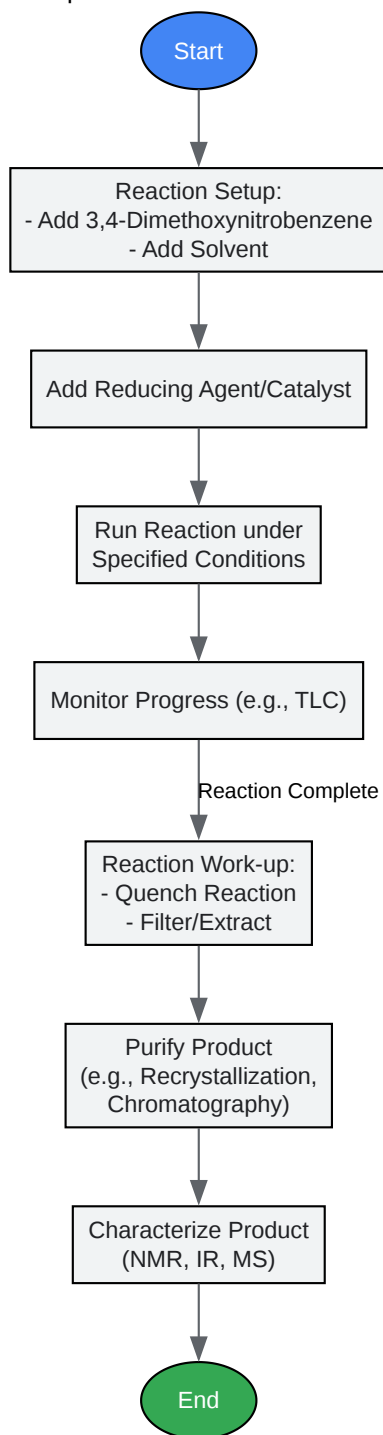 Start
Reaction Setup:
- Add 3,4-Dimethoxynitrobenzene
- Add Solvent
Add Reducing Agent/Catalyst
Run Reaction under
Specified Conditions
Monitor Progress (e.g., TLC)
Reaction Complete
Reaction Work-up:
- Quench Reaction
- Filter/Extract
Purify Product
(e.g., Recrystallization,
Chromatography)
Characterize Product
(NMR, IR, MS)
End